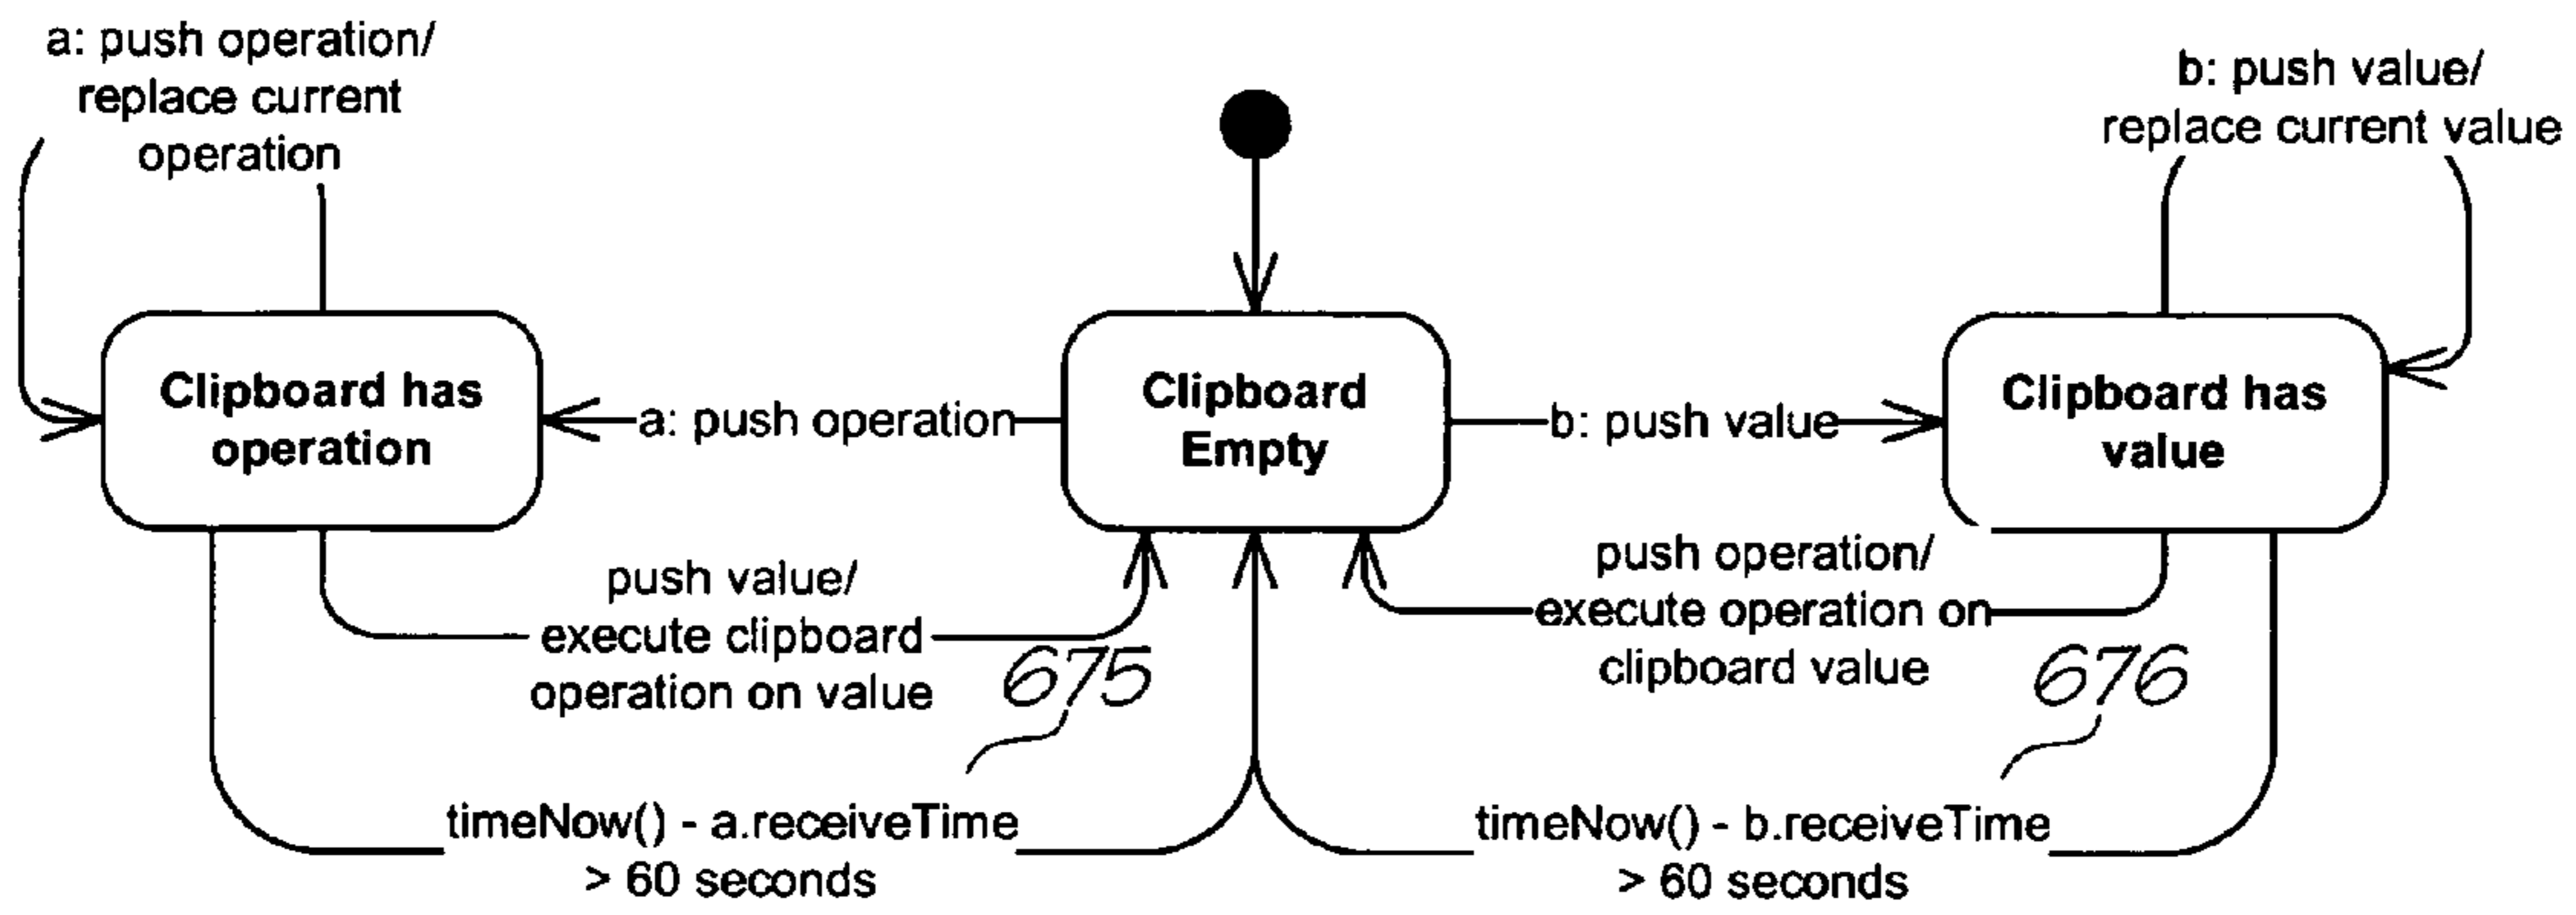 a: push operation/
replace current
operation
b: push value/
replace current value
Clipboard has
operation
a: push operation
Clipboard
Empty
b: push value
Clipboard has
value
push value/
execute clipboard
operation on value
675
push operation/
execute operation on
clipboard value
676
timeNow() - a.receiveTime
> 60 seconds
timeNow() - b.receiveTime
> 60 seconds